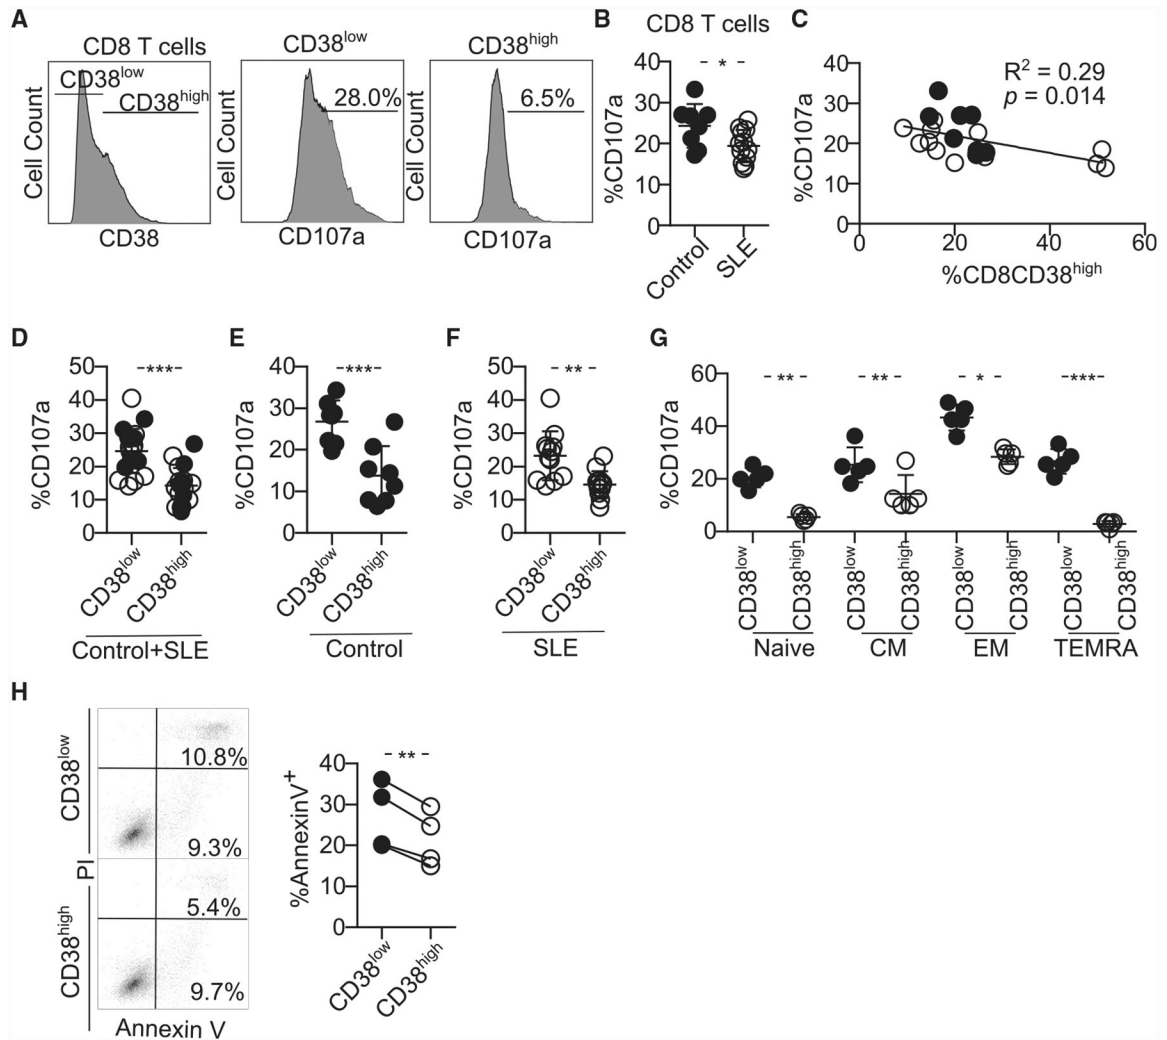 A
CD8 T cells
CD38low
CD38high
Cell Count
CD38
CD38low
28.0%
Cell Count
CD107a
CD38high
6.5%
Cell Count
CD107a
B
CD8 T cells
*
%CD107a
40
30
20
10
0
Control
SLE
C
R2 = 0.29
p = 0.014
%CD107a
40
30
20
10
0
0 20 40 60
%CD8CD38high
D
***
%CD107a
50
40
30
20
10
0
CD38low
CD38high
Control+SLE
E
***
%CD107a
40
30
20
10
0
CD38low
CD38high
Control
F
**
%CD107a
50
40
30
20
10
0
CD38low
CD38high
SLE
G
** ** * ***
%CD107a
60
40
20
0
CD38low
CD38high
CD38low
CD38high
CD38low
CD38high
CD38low
CD38high
Naive CM EM TEMRA
H
CD38low
10.8%
9.3%
PI
CD38high
5.4%
9.7%
Annexin V
**
%AnnexinV+
40
30
20
10
0
CD38low
CD38high